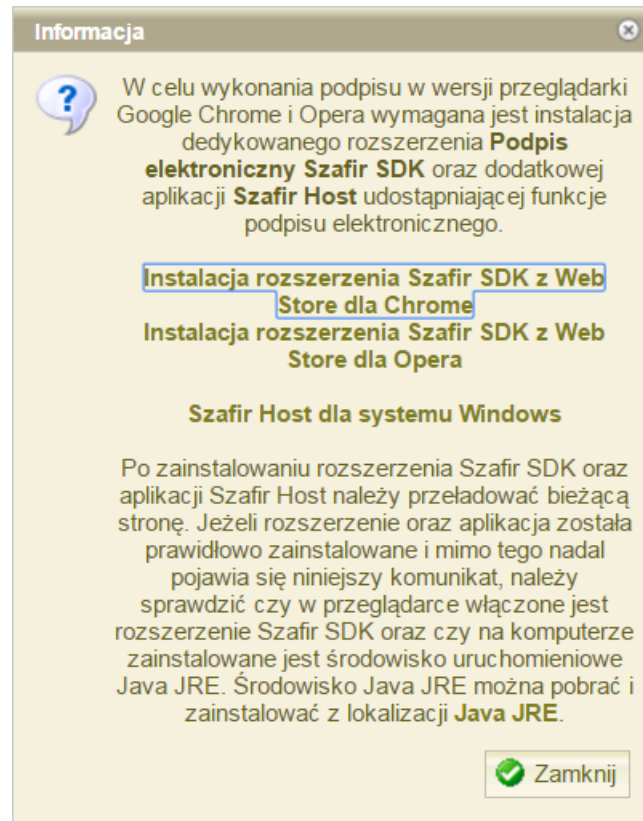 Informacja
W celu wykonania podpisu w wersji przeglądarki
Google Chrome i Opera wymagana jest instalacja
dedykowanego rozszerzenia Podpis
elektroniczny Szafir SDK oraz dodatkowej
aplikacji Szafir Host udostąpniającej funkcje
podpisu elektronicznego.
Instalacja rozszerzenia Szafir SDK z Web
Store dla Chrome
Instalacja rozszerzenia Szafir SDK z Web
Store dla Opera
Szafir Host dla systemu Windows
Po zainstalowaniu rozszerzenia Szafir SDK oraz
aplikacji Szafir Host należy przeładować bieżącą
stronę. Jeżeli rozszerzenie oraz aplikacja została
prawidłowo zainstalowane i mimo tego nadal
pojawia się niniejszy komunikat, należy
sprawdzić czy w przeglądarce włączone jest
rozszerzenie Szafir SDK oraz czy na komputerze
zainstalowane jest środowisko uruchomieniowe
Java JRE. Środowisko Java JRE można pobrać i
zainstalować z lokalizacji Java JRE.
Zamknij